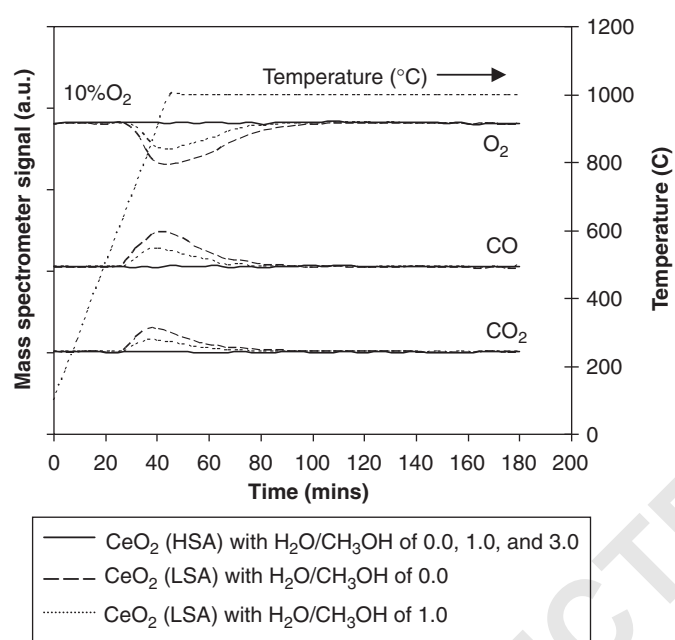 1200
1000
800
600
400
200
0
Temperature (C)
Mass spectrometer signal (a.u.)
10%O₂
Temperature (°C)
O₂
CO
CO₂
0 20 40 60 80 100 120 140 160 180 200
Time (mins)
CeO₂ (HSA) with H₂O/CH₃OH of 0.0, 1.0, and 3.0
CeO₂ (LSA) with H₂O/CH₃OH of 0.0
CeO₂ (LSA) with H₂O/CH₃OH of 1.0